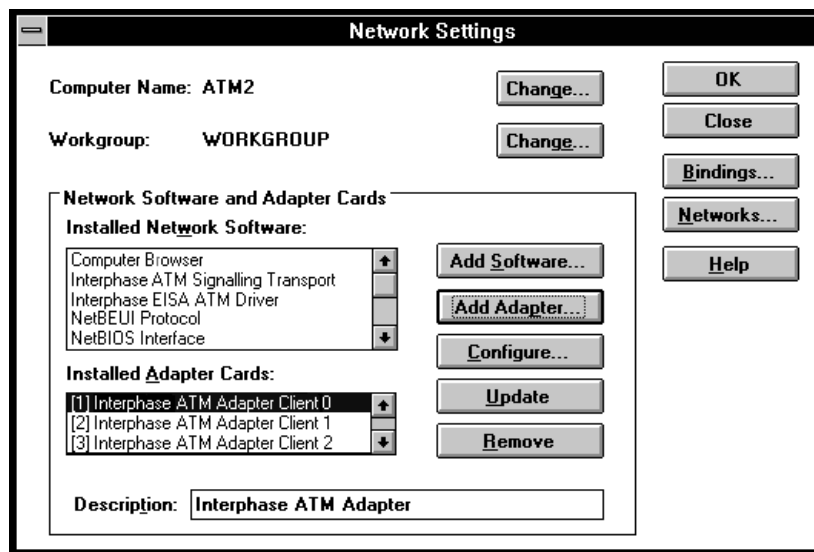 Network Settings
Computer Name: ATM2
Change...
OK
Close
Workgroup: WORKGROUP
Change...
Bindings...
Networks...
Help
Network Software and Adapter Cards
Installed Network Software:
Computer Browser
Interphase ATM Signalling Transport
Interphase EISA ATM Driver
NetBEUI Protocol
NetBIOS Interface
Add Software...
Add Adapter...
Configure...
Update
Remove
Installed Adapter Cards:
[1] Interphase ATM Adapter Client 0
[2] Interphase ATM Adapter Client 1
[3] Interphase ATM Adapter Client 2
Description: Interphase ATM Adapter